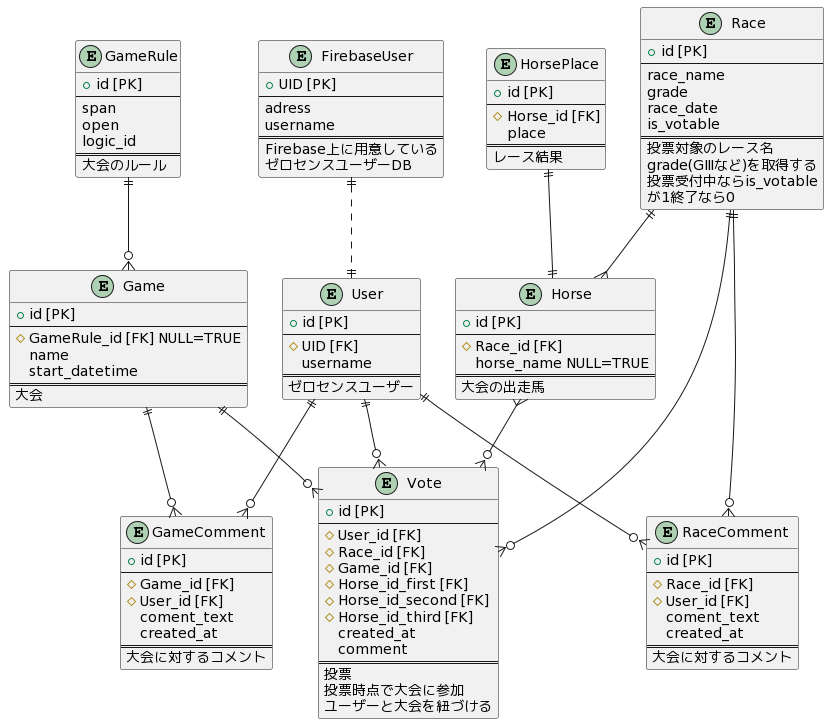 E GameRule
id [PK]
span
open
logic_id
大会のルール
E FirebaseUser
UID [PK]
adress
username
Firebase上に用意している
ゼロセンスユーザーDB
E HorsePlace
id [PK]
Horse_id [FK]
place
レース結果
E Race
id [PK]
race_name
grade
race_date
is_votable
投票対象のレース名
grade(GⅢなど)を取得する
投票受付中ならis_votable
が1終了なら0
E Game
id [PK]
GameRule_id [FK] NULL=TRUE
name
start_datetime
大会
E User
id [PK]
UID [FK]
username
ゼロセンスユーザー
E Horse
id [PK]
Race_id [FK]
horse_name NULL=TRUE
大会の出走馬
E GameComment
id [PK]
Game_id [FK]
User_id [FK]
coment_text
created_at
大会に対するコメント
E Vote
id [PK]
User_id [FK]
Race_id [FK]
Game_id [FK]
Horse_id_first [FK]
Horse_id_second [FK]
Horse_id_third [FK]
created_at
comment
投票
投票時点で大会に参加
ユーザーと大会を紐づける
E RaceComment
id [PK]
Race_id [FK]
User_id [FK]
coment_text
created_at
大会に対するコメント